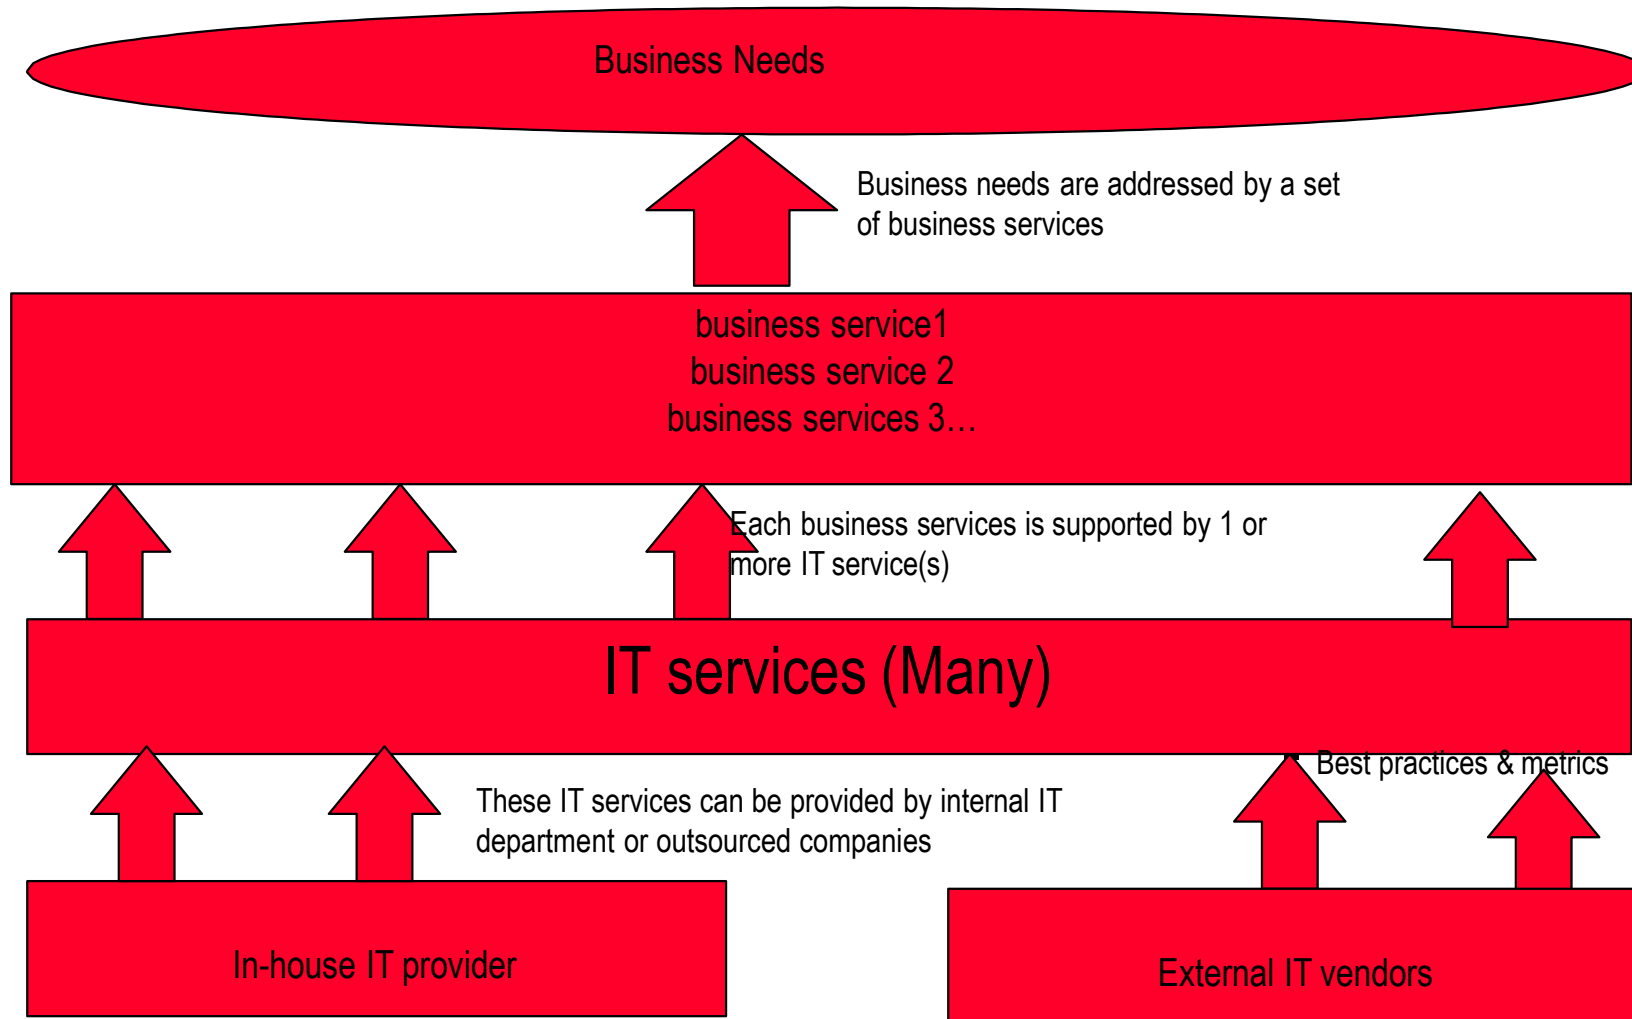 Business Needs
Business needs are addressed by a set
of business services
business service1
business service 2
business services 3…
Each business services is supported by 1 or
more IT service(s)
IT services (Many)
Best practices & metrics
These IT services can be provided by internal IT
department or outsourced companies
In-house IT provider
External IT vendors